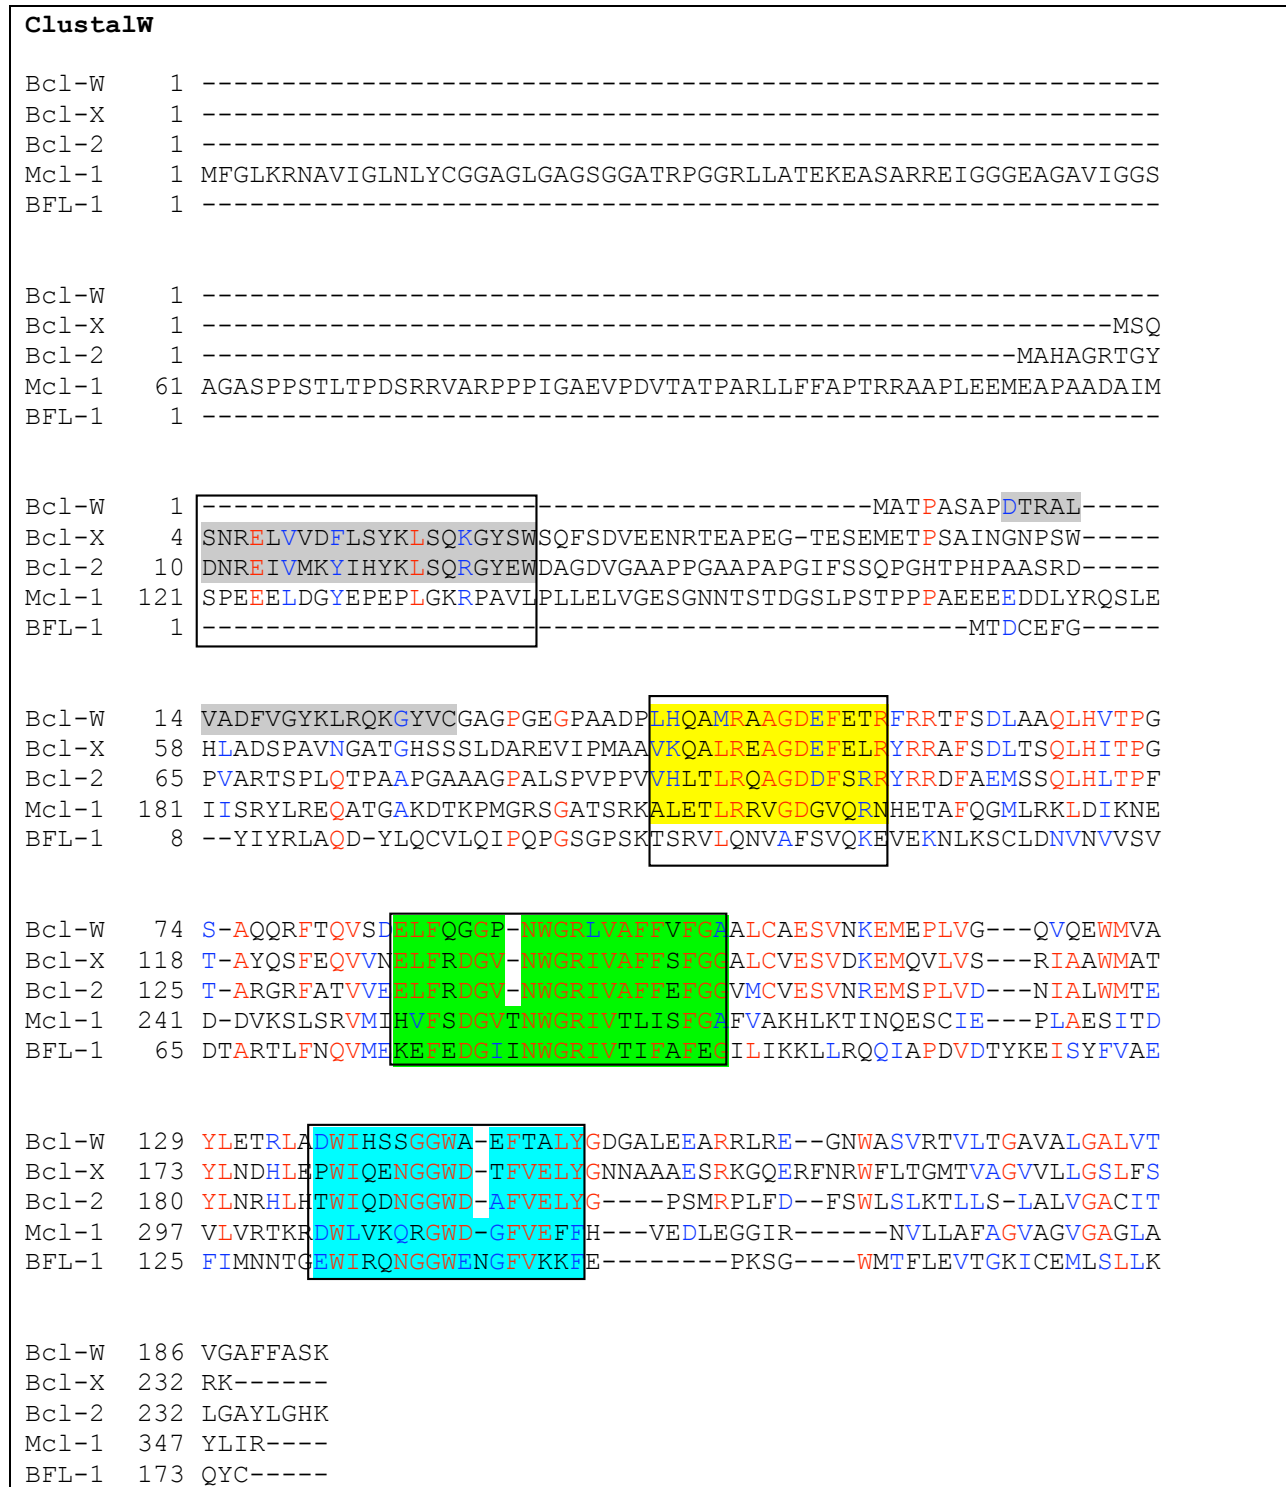 ClustalW
Bcl-W 1 ------------------------------------------------------------
Bcl-X 1 ------------------------------------------------------------
Bcl-2 1 ------------------------------------------------------------
Mcl-1 1 MFGLKRNAVIGLNLYCGGAGLGAGSGGATRPGGRLLATEKEASARREIGGGEAGAVIGGS
BFL-1 1 ------------------------------------------------------------
Bcl-W 1 ------------------------------------------------------------
Bcl-X 1 ---------------------------------------------------------MSQ
Bcl-2 1 ---------------------------------------------------MAHAGRTGY
Mcl-1 61 AGASPPSTLTPDSRRVARPPPIGAEVPDVTATPARLLFFAPTRRAAPLEEMEAPAADAIM
BFL-1 1 ------------------------------------------------------------
Bcl-W 1 ------------------------------------------MATPASAPDTRAL-----
Bcl-X 4 SNRELVVDFLSYKLSQKGYSWSQFSDVEENRTEAPEG-TESEMETPSAINGNPSW-----
Bcl-2 10 DNREIVMKYIHYKLSQRGYEWDAGDVGAAPPGAAPAPGIFSSQPGHTPHPAASRD-----
Mcl-1 121 SPEEELDGYEPEPLGKRPAVLPLLELVGESGNNTSTDGSLPSTPPPAEEEEDDLYRQSLE
BFL-1 1 ------------------------------------------------MTDCEFG-----
Bcl-W 14 VADFVGYKLRQKGYVCGAGPGEGPAADPLHQAMRAAGDEFETRFRRTFSDLAAQLHVTPG
Bcl-X 58 HLADSPAVNGATGHSSSLDAREVIPMAAVKQALREAGDEFELRYRRAFSDLTSQLHITPG
Bcl-2 65 PVARTSPLQTPAAPGAAAGPALSPVPPVVHLTLRQAGDDFSRRYRRDFAEMSSQLHLTPF
Mcl-1 181 IISRYLREQATGAKDTKPMGRSGATSRKALETLRRVGDGVQRNHETAFQGMLRKLDIKNE
BFL-1 8 --YIYRLAQD-YLQCVLQIPQPGSGPSKTSRVLQNVAFSVQKEVEKNLKSCLDNVNVVSV
Bcl-W 74 S-AQQRFTQVSDELFQGGP-NWGRLVAFFVFGAALCAESVNKEMEPLVG---QVQEWMVA
Bcl-X 118 T-AYQSFEQVVNELFRDGV-NWGRIVAFFSFGGALCVESVDKEMQVLVS---RIAAWMAT
Bcl-2 125 T-ARGRFATVVEELFRDGV-NWGRIVAFFEFGGVMCVESVNREMSPLVD---NIALWMTE
Mcl-1 241 D-DVKSLSRVMIHVFSDGVTNWGRIVTLISFGAFVAKHLKTINQESCIE---PLAESITD
BFL-1 65 DTARTLFNQVMEKEFEDGIINWGRIVTIFAFEGILIKKLLRQQIAPDVDTYKEISYFVAE
Bcl-W 129 YLETRLADWIHSSGGWA-EFTALYGDGALEEARRLRE--GNWASVRTVLTGAVALGALVT
Bcl-X 173 YLNDHLEPWIQENGGWD-TFVELYGNNAAAESRKGQERFNRWFLTGMTVAGVVLLGSLFS
Bcl-2 180 YLNRHLHTWIQDNGGWD-AFVELYG----PSMRPLFD--FSWLSLKTLLS-LALVGACIT
Mcl-1 297 VLVRTKRDWLVKQRGWD-GFVEFFH---VEDLEGGIR------NVLLAFAGVAGVGAGLA
BFL-1 125 FIMNNTGEWIRQNGGWENGFVKKFE--------PKSG----WMTFLEVTGKICEMLSLLK
Bcl-W 186 VGAFFASK
Bcl-X 232 RK------
Bcl-2 232 LGAYLGHK
Mcl-1 347 YLIR----
BFL-1 173 QYC-----